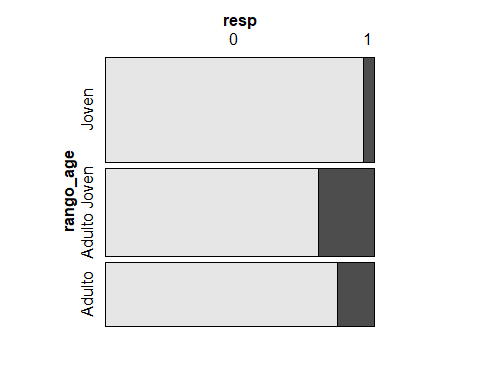 resp
0 1
rango_age
Joven
Adulto Joven
Adulto